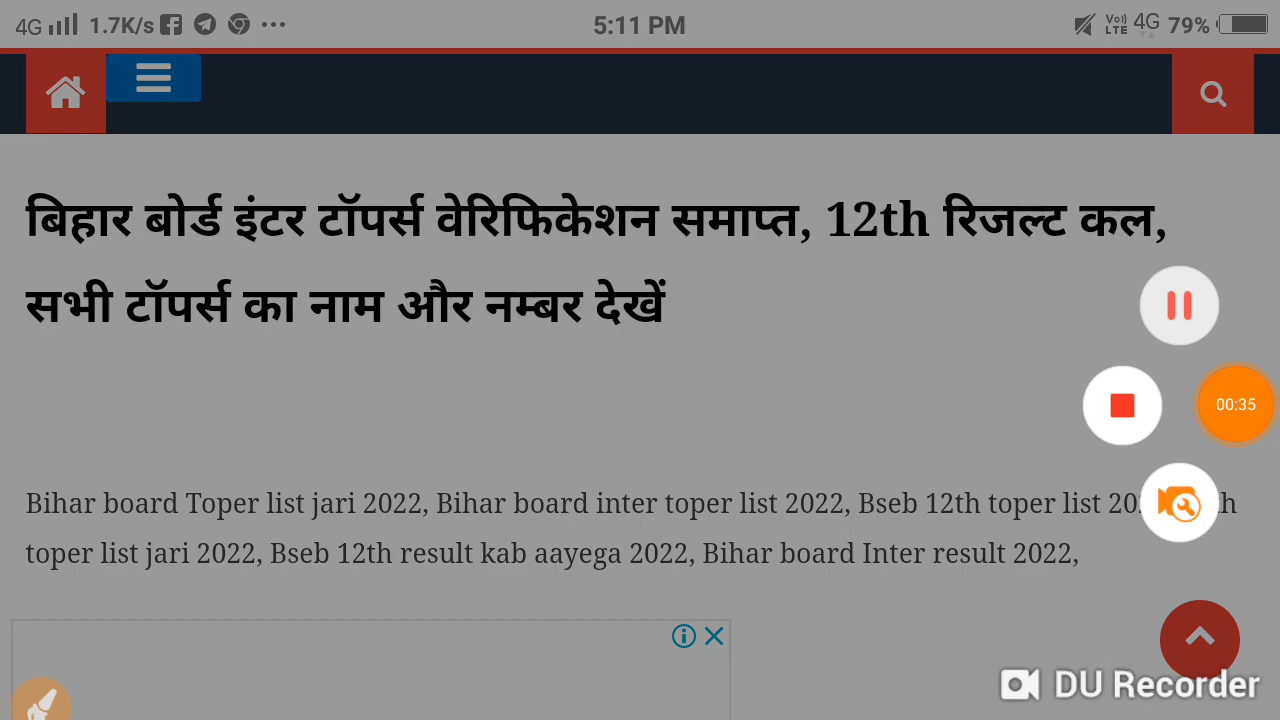 4G 1.7K/s 5:11 PM Vo)) LTE 4G 79%
बिहार बोर्ड इंटर टॉपर्स वेरिफिकेशन समाप्त, 12th रिजल्ट कल,
सभी टॉपर्स का नाम और नम्बर देखें
00:35
Bihar board Toper list jari 2022, Bihar board inter toper list 2022, Bseb 12th toper list
toper list jari 2022, Bseb 12th result kab aayega 2022, Bihar board Inter result 2022,
DU Recorder